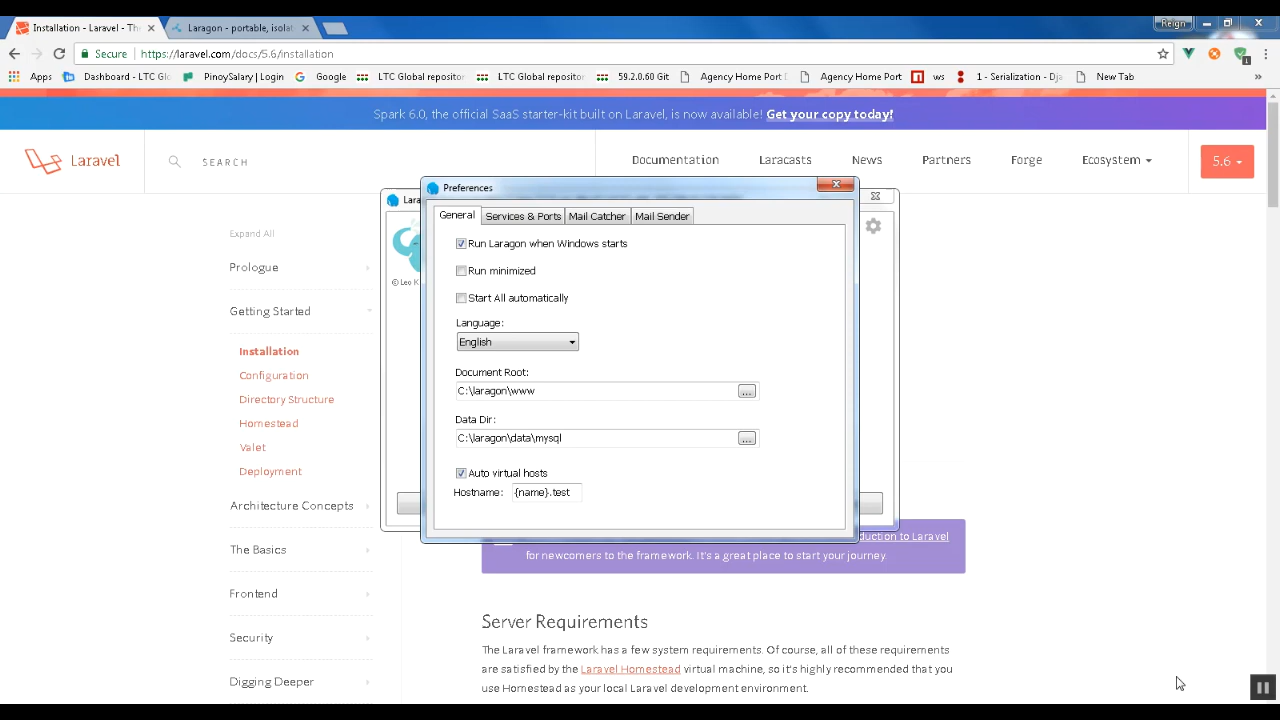 Installation - Laravel - The
Laragon - portable, isolat
Reign
Secure
https://laravel.com/docs/5.6/installation
1
Apps
Dashboard - LTC Glo
PinoySalary | Login
Google
LTC Global repositor
LTC Global repositor
59.2.0.60 Git
Agency Home Port
Agency Home Port
ws
1 - Serialization - Dja
New Tab
Spark 6.0, the official SaaS starter-kit built on Laravel, is now available! Get your copy today!
Laravel
SEARCH
Documentation
Laracasts
News
Partners
Forge
Ecosystem
5.6
Preferences
Lara
General
Services & Ports
Mail Catcher
Mail Sender
Expand All
Run Laragon when Windows starts
Prologue
Run minimized
© Leo K
Start All automatically
Getting Started
Language:
English
Installation
Document Root:
Configuration
C:\laragon\www
...
Directory Structure
Data Dir:
Homestead
C:\laragon\data\mysql
...
Valet
Deployment
Auto virtual hosts
Hostname: {name}.test
Architecture Concepts
duction to Laravel
The Basics
for newcomers to the framework. It's a great place to start your journey.
Frontend
Server Requirements
Security
The Laravel framework has a few system requirements. Of course, all of these requirements
are satisfied by the Laravel Homestead virtual machine, so it's highly recommended that you
Digging Deeper
use Homestead as your local Laravel development environment.